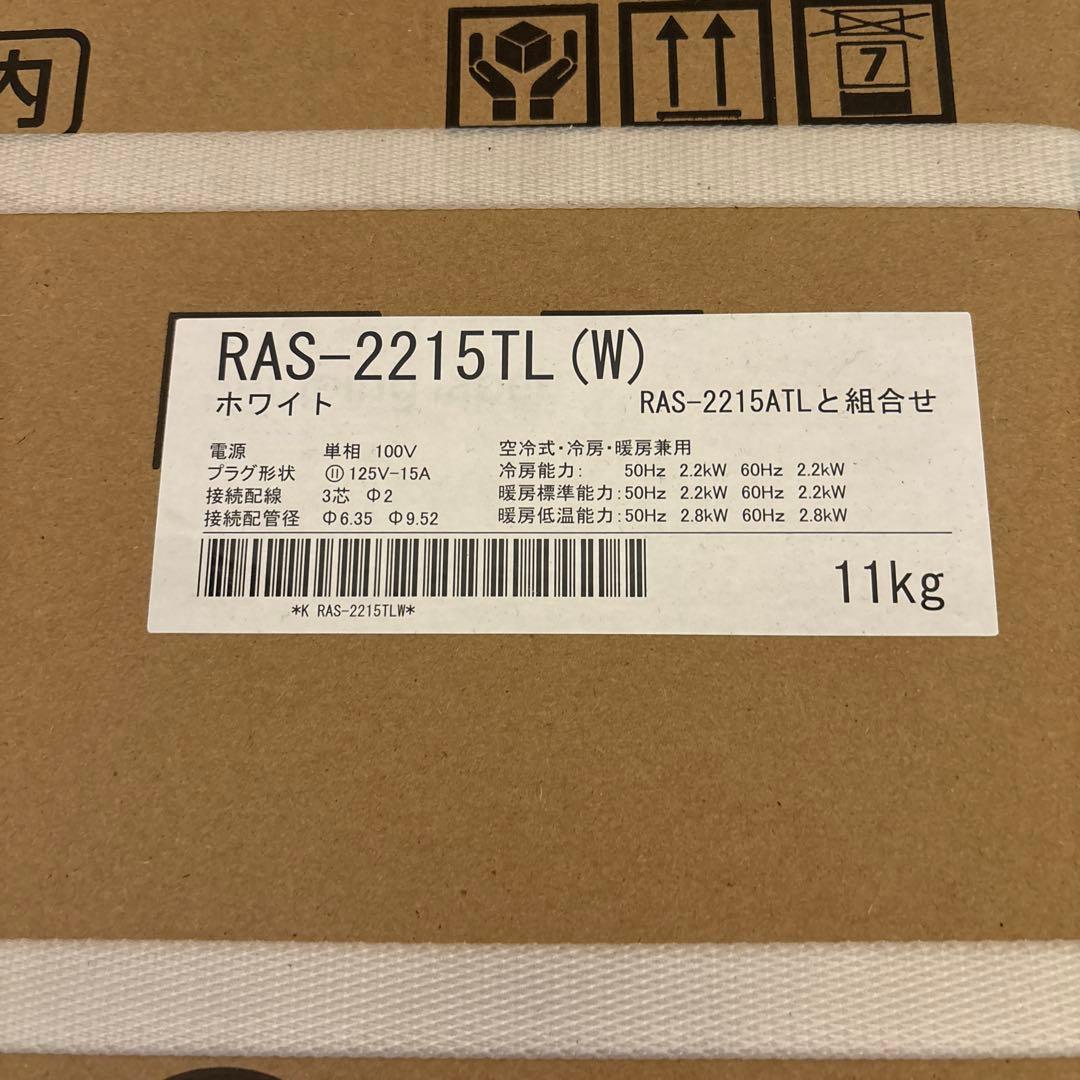 内
7
RAS-2215TL(W)
ホワイト
RAS-2215ATLと組合せ
電源 単相 100V
プラグ形状 125V-15A
接続配線 3芯 Φ2
接続配管径 Φ6.35 Φ9.52
空冷式・冷房・暖房兼用
冷房能力: 50Hz 2.2kW 60Hz 2.2kW
暖房標準能力:50Hz 2.2kW 60Hz 2.2kW
暖房低温能力:50Hz 2.8kW 60Hz 2.8kW
*K RAS-2215TLW*
11kg